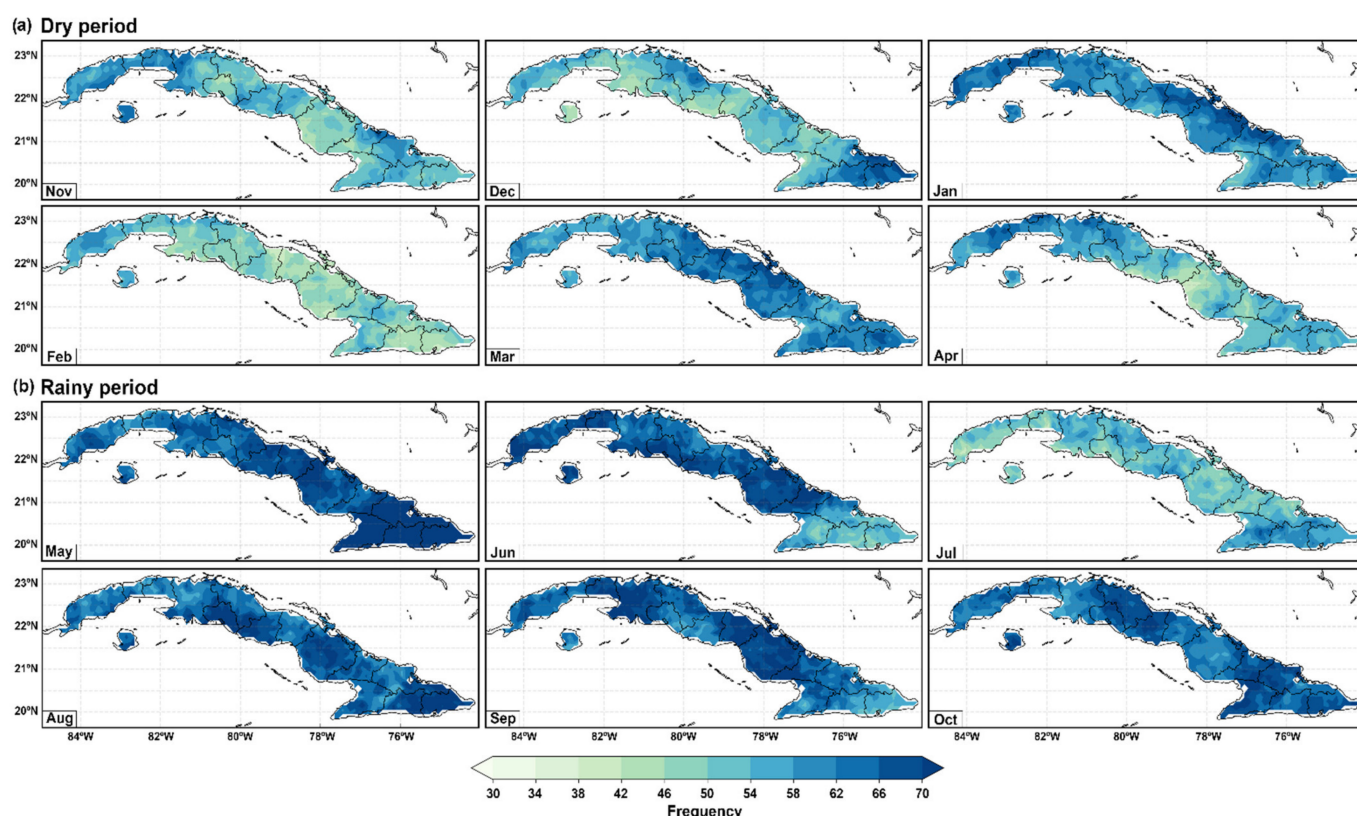 (a) Dry period
23°N
22°N
21°N
20°N
Nov
Dec
Jan
23°N
22°N
21°N
20°N
Feb
Mar
Apr
(b) Rainy period
23°N
22°N
21°N
20°N
May
Jun
Jul
23°N
22°N
21°N
20°N
Aug
Sep
Oct
84°W 82°W 80°W 78°W 76°W 84°W 82°W 80°W 78°W 76°W 84°W 82°W 80°W 78°W 76°W
30 34 38 42 46 50 54 58 62 66 70
Frequency